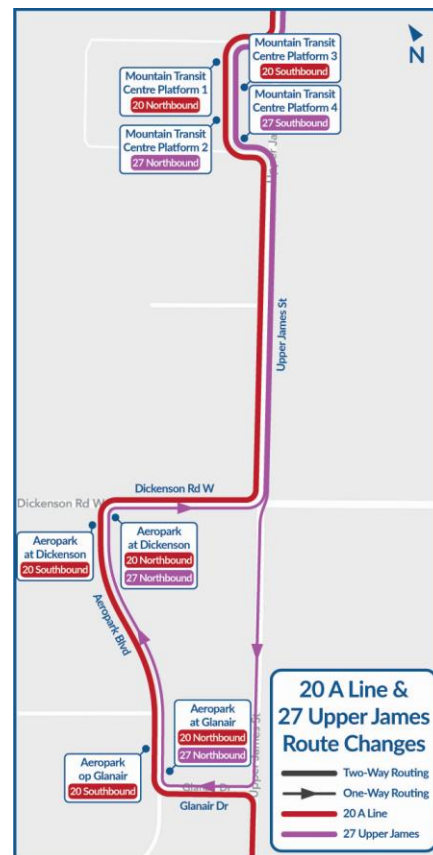 Mountain Transit
Centre Platform 3
20 Southbound
Mountain Transit
Centre Platform 1
20 Northbound
Mountain Transit
Centre Platform 4
27 Southbound
Mountain Transit
Centre Platform 2
27 Northbound
N
Upper Ja
Upper James St
Dickenson Rd W
Dickenson Rd W
Aeropark
at Dickenson
20 Southbound
Aeropark
at Dickenson
20 Northbound
27 Northbound
Aeropark Blvd
Aeropark
at Glanair
20 Northbound
27 Northbound
Upper James St
Aeropark
op Glanair
20 Southbound
Glanair Dr
Glanair Dr
20 A Line &
27 Upper James
Route Changes
Two-Way Routing
One-Way Routing
20 A Line
27 Upper James